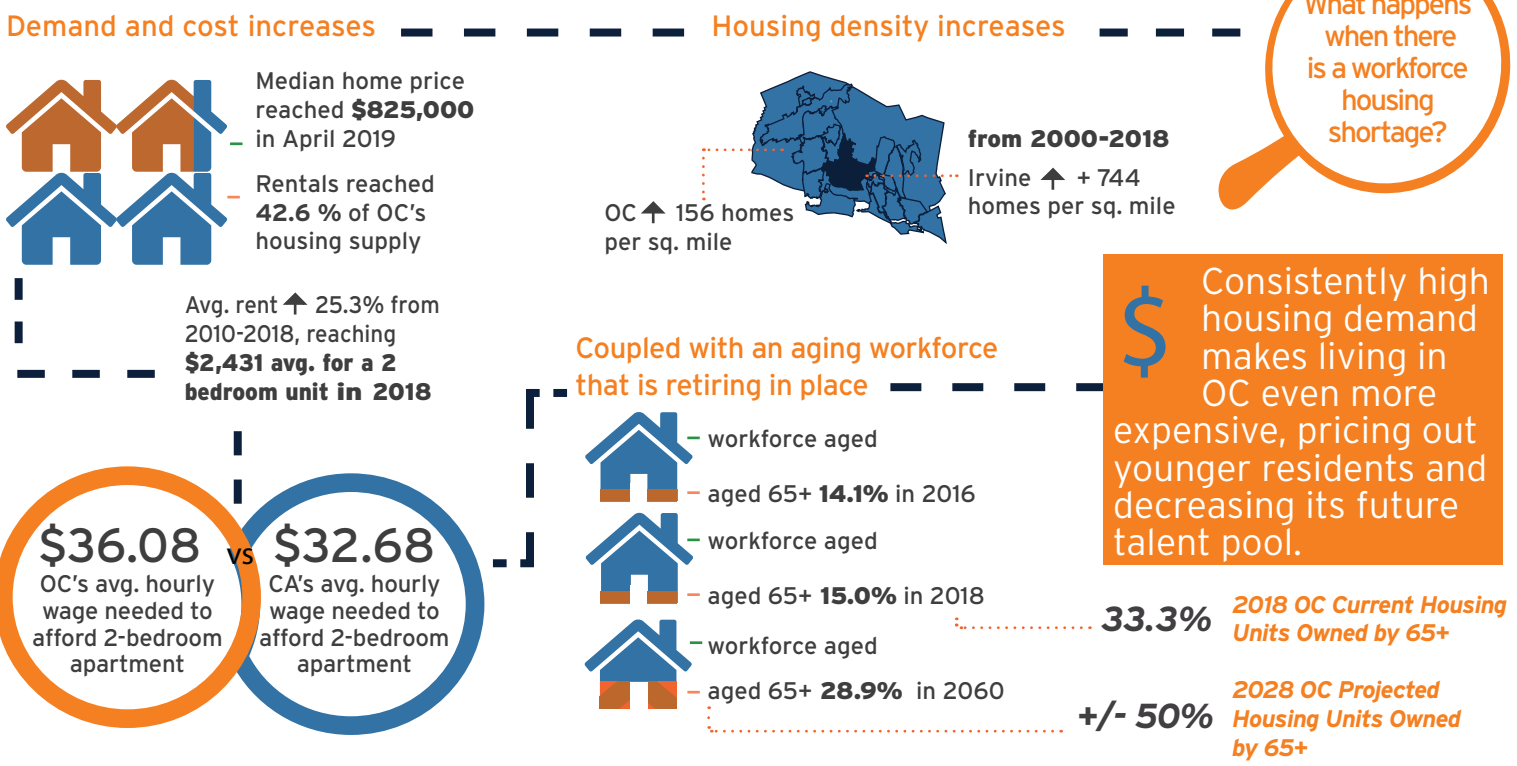 Demand and cost increases
Median home price
reached $825,000
in April 2019
Rentals reached
42.6 % of OC's
housing supply
Avg. rent ↑ 25.3% from
2010-2018, reaching
$2,431 avg. for a 2
bedroom unit in 2018
$36.08
OC's avg. hourly
wage needed to
afford 2-bedroom
apartment
vs
$32.68
CA's avg. hourly
wage needed to
afford 2-bedroom
apartment
Housing density increases
OC ↑ 156 homes
per sq. mile
from 2000-2018
Irvine ↑ + 744
homes per sq. mile
What happens
when there
is a workforce
housing
shortage?
Coupled with an aging workforce
that is retiring in place
workforce aged
aged 65+ 14.1% in 2016
workforce aged
aged 65+ 15.0% in 2018
workforce aged
aged 65+ 28.9% in 2060
$
Consistently high
housing demand
makes living in
OC even more
expensive, pricing out
younger residents and
decreasing its future
talent pool.
33.3%
2018 OC Current Housing
Units Owned by 65+
+/- 50%
2028 OC Projected
Housing Units Owned
by 65+